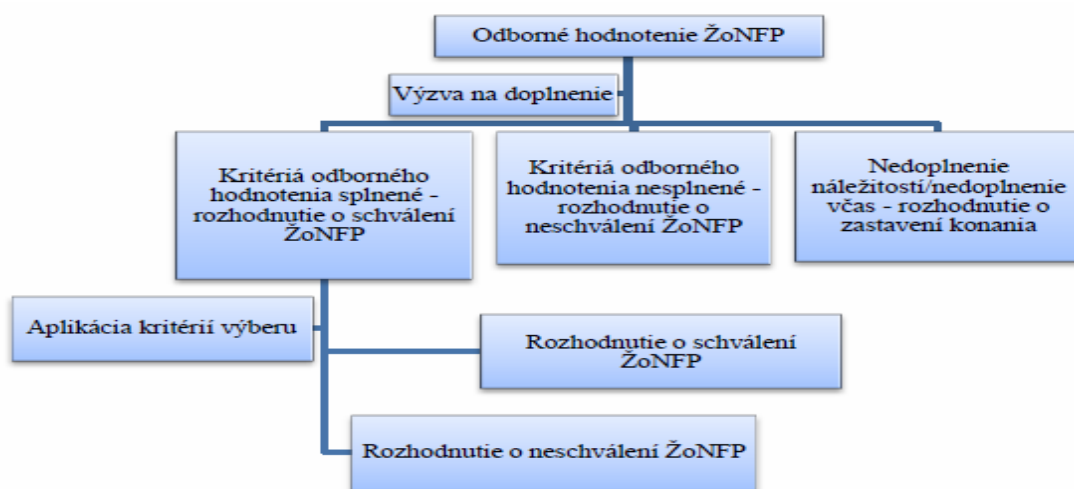 Odborné hodnotenie ŽoNFP
Výzva na doplnenie
Kritériá odborného
hodnotenia splnené -
rozhodnutie o schválení
ŽoNFP
Kritériá odborného
hodnotenia nesplnené -
rozhodnutie o
neschválení ŽoNFP
Nedoplnenie
náležitostí/nedoplnenie
včas - rozhodnutie o
zastavení konania
Aplikácia kritérií výberu
Rozhodnutie o schválení
ŽoNFP
Rozhodnutie o neschválení ŽoNFP